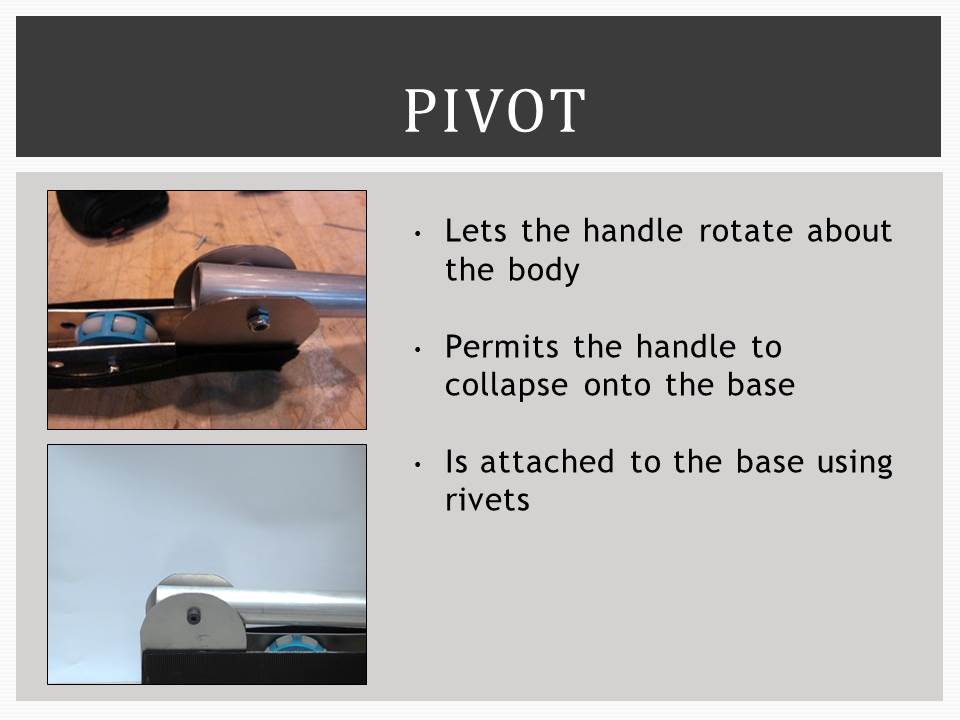 PIVOT
• Lets the handle rotate about
the body
• Permits the handle to
collapse onto the base
• Is attached to the base using
rivets